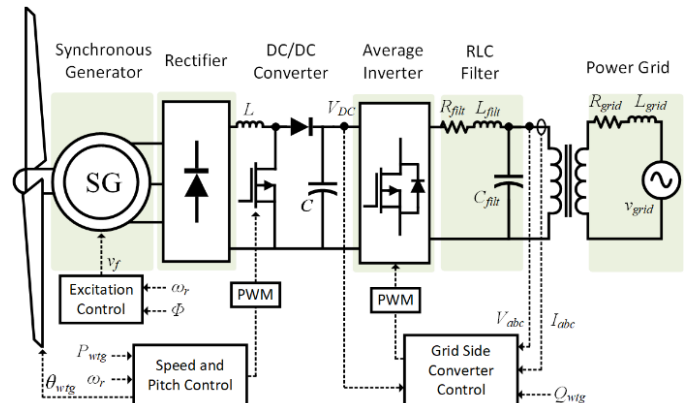 Synchronous
Generator
Rectifier
DC/DC
Converter
Average
Inverter
RLC
Filter
Power Grid
L
V_DC
R_filt L_filt
R_grid L_grid
SG
C
C_filt
v_grid
v_f
Excitation
Control
ω_r
Φ
PWM
PWM
V_abc
I_abc
P_wtg
ω_r
θ_wtg
Speed and
Pitch Control
Grid Side
Converter
Control
Q_wtg